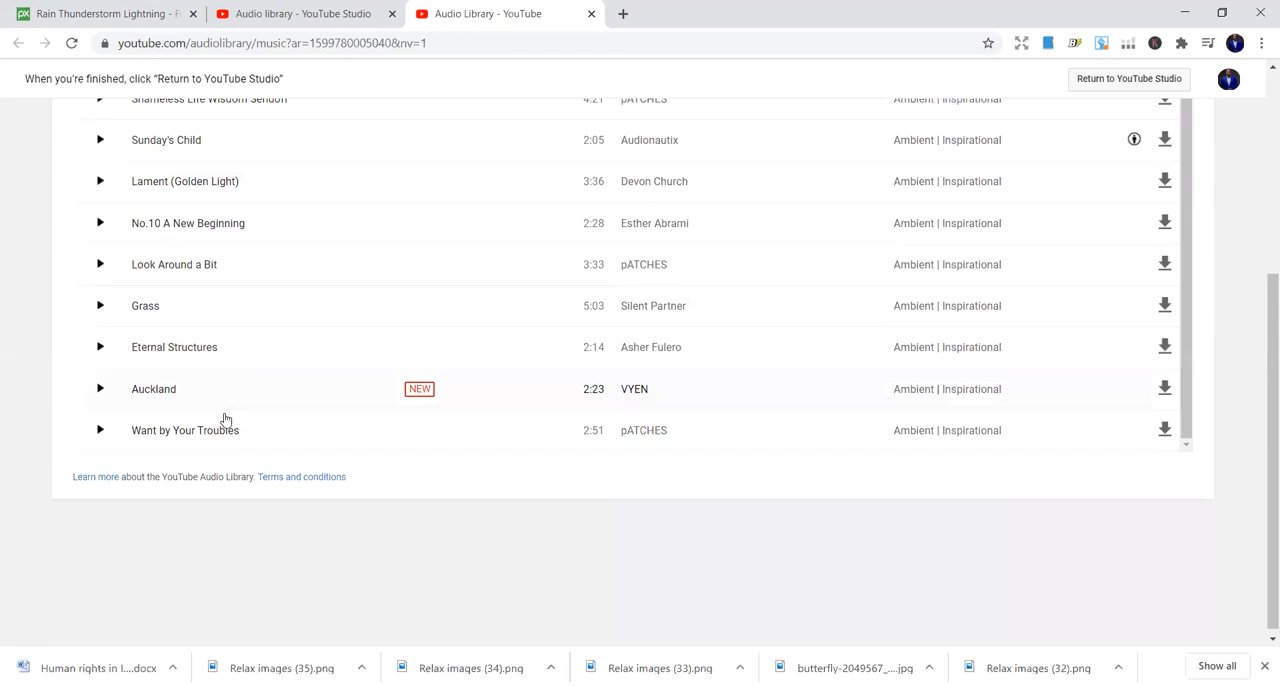 Rain Thunderstorm Lightning - F
Audio library - YouTube Studio
Audio Library - YouTube
youtube.com/audiolibrary/music?ar=1599780005040&nv=1
When you're finished, click "Return to YouTube Studio"
Return to YouTube Studio
Shameless Life Wisdom Sendoff 4:21 pATCHES Ambient | Inspirational
Sunday's Child 2:05 Audionautix Ambient | Inspirational
Lament (Golden Light) 3:36 Devon Church Ambient | Inspirational
No.10 A New Beginning 2:28 Esther Abrami Ambient | Inspirational
Look Around a Bit 3:33 pATCHES Ambient | Inspirational
Grass 5:03 Silent Partner Ambient | Inspirational
Eternal Structures 2:14 Asher Fulero Ambient | Inspirational
Auckland NEW 2:23 VYEN Ambient | Inspirational
Want by Your Troubles 2:51 pATCHES Ambient | Inspirational
Learn more about the YouTube Audio Library. Terms and conditions
Human rights in I....docx
Relax images (35).png
Relax images (34).png
Relax images (33).png
butterfly-2049567_....jpg
Relax images (32).png
Show all